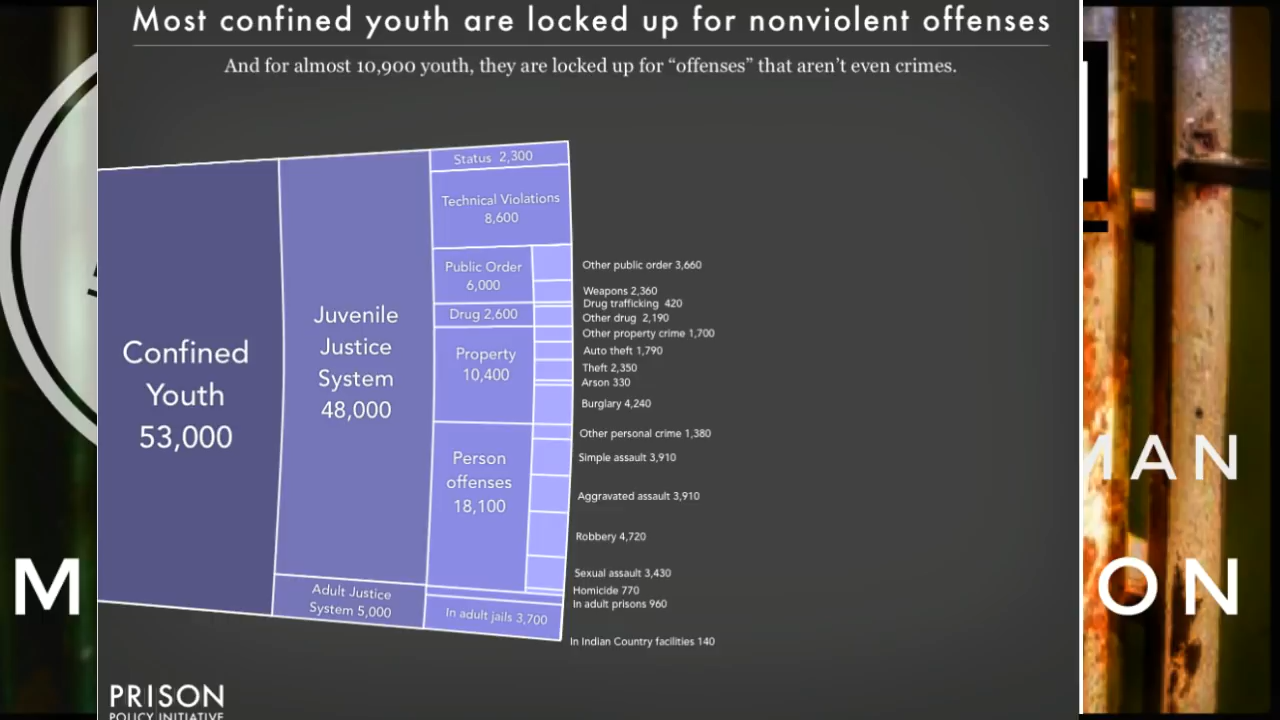 Most confined youth are locked up for nonviolent offenses
And for almost 10,900 youth, they are locked up for “offenses” that aren’t even crimes.
Confined
Youth
53,000
Juvenile
Justice
System
48,000
Adult Justice
System 5,000
Status 2,300
Technical Violations
8,600
Public Order
6,000
Drug 2,600
Property
10,400
Person
offenses
18,100
In adult jails 3,700
Other public order 3,660
Weapons 2,360
Drug trafficking 420
Other drug 2,190
Other property crime 1,700
Auto theft 1,790
Theft 2,350
Arson 330
Burglary 4,240
Other personal crime 1,380
Simple assault 3,910
Aggravated assault 3,910
Robbery 4,720
Sexual assault 3,430
Homicide 770
In adult prisons 960
In Indian Country facilities 140
PRISON
POLICY INITIATIVE
MAN
M
ON